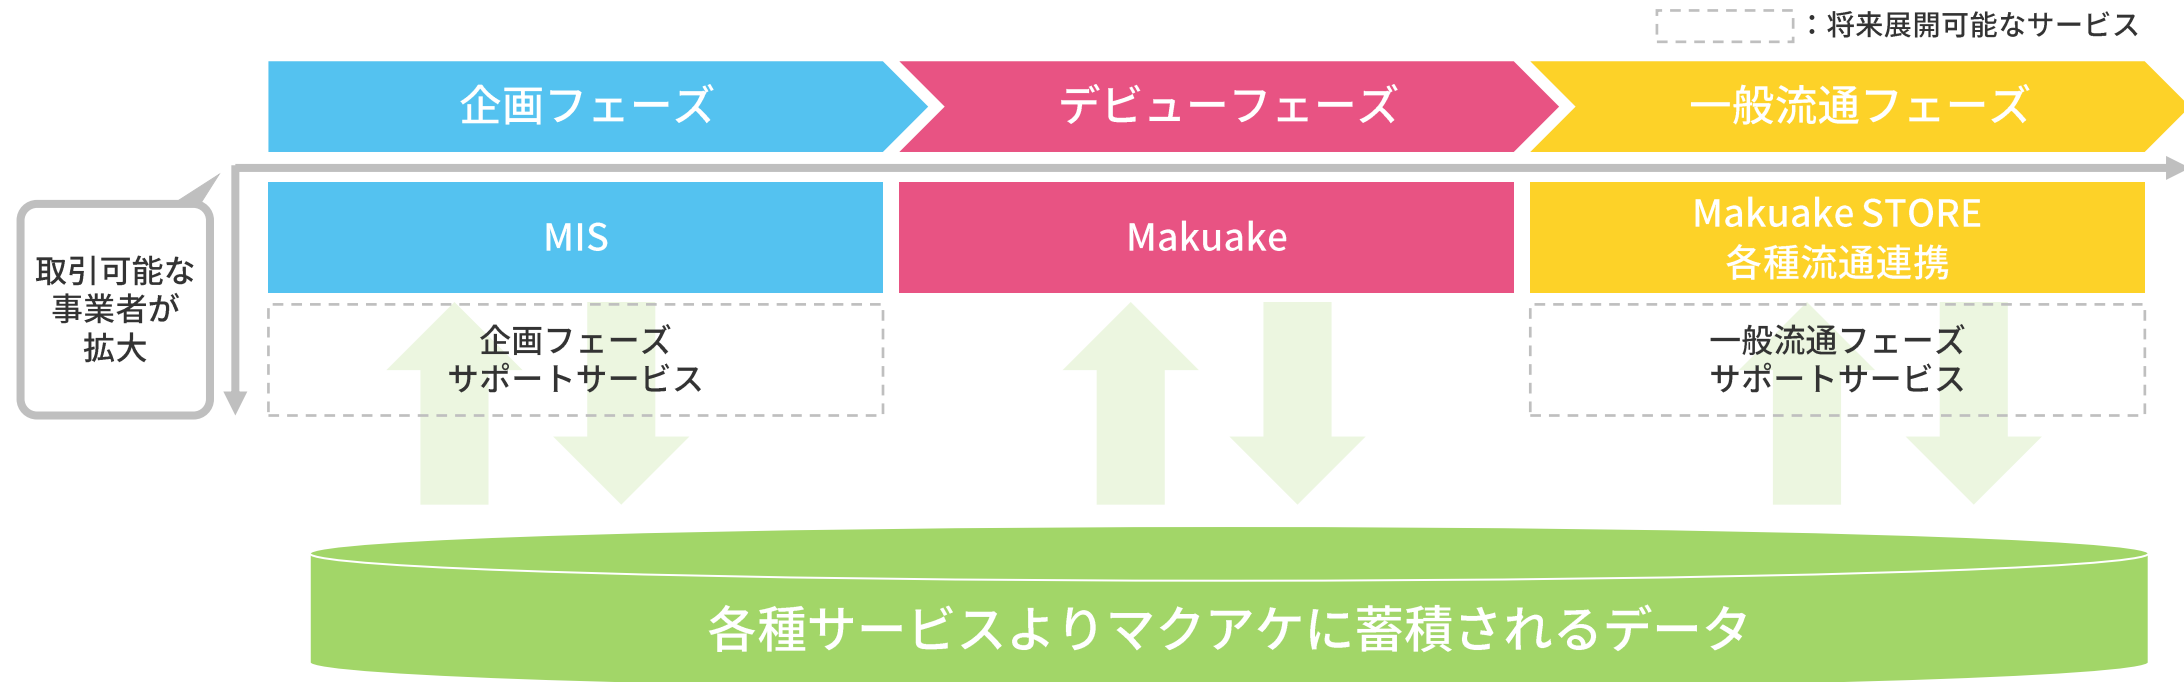 ：将来展開可能なサービス
企画フェーズ
デビューフェーズ
一般流通フェーズ
取引可能な
事業者が
拡大
MIS
Makuake
Makuake STORE
各種流通連携
企画フェーズ
サポートサービス
一般流通フェーズ
サポートサービス
各種サービスよりマクアケに蓄積されるデータ